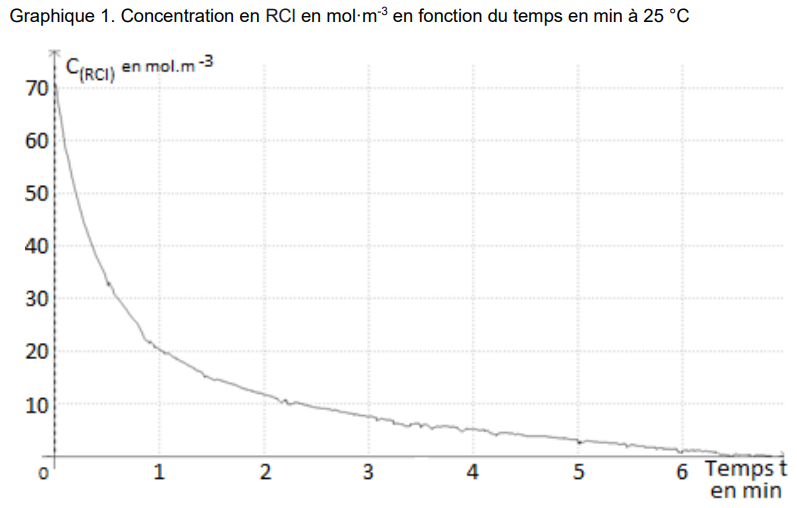 Graphique 1. Concentration en RCl en mol·m-3 en fonction du temps en min à 25 °C
C(RCl) en mol.m-3
70
60
50
40
30
20
10
0 1 2 3 4 5 6 Temps t
en min